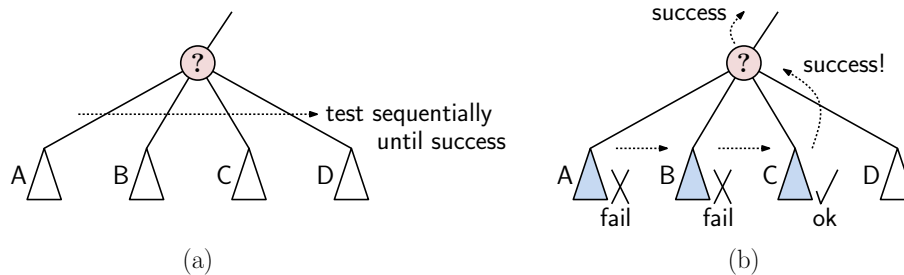 ?
test sequentially
until success
A
B
C
D
(a)
success
?
success!
A
B
C
D
fail
fail
ok
(b)